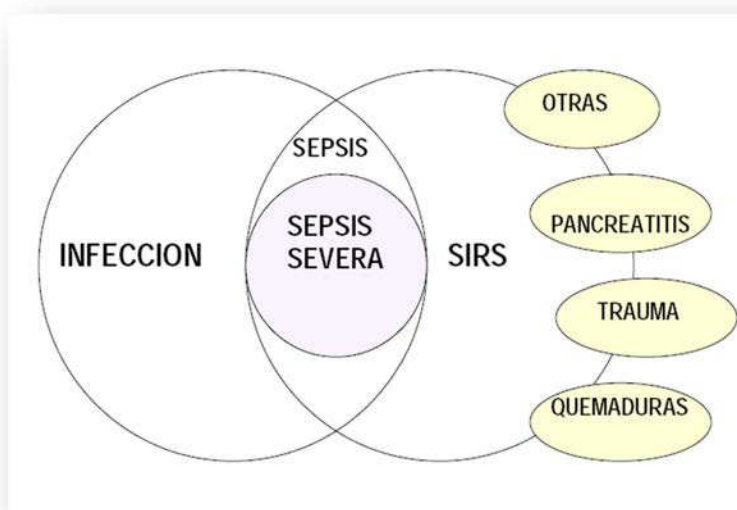 OTRAS
SEPSIS
PANCREATITIS
SEPSIS
SEVERA
INFECCION
SIRS
TRAUMA
QUEMADURAS